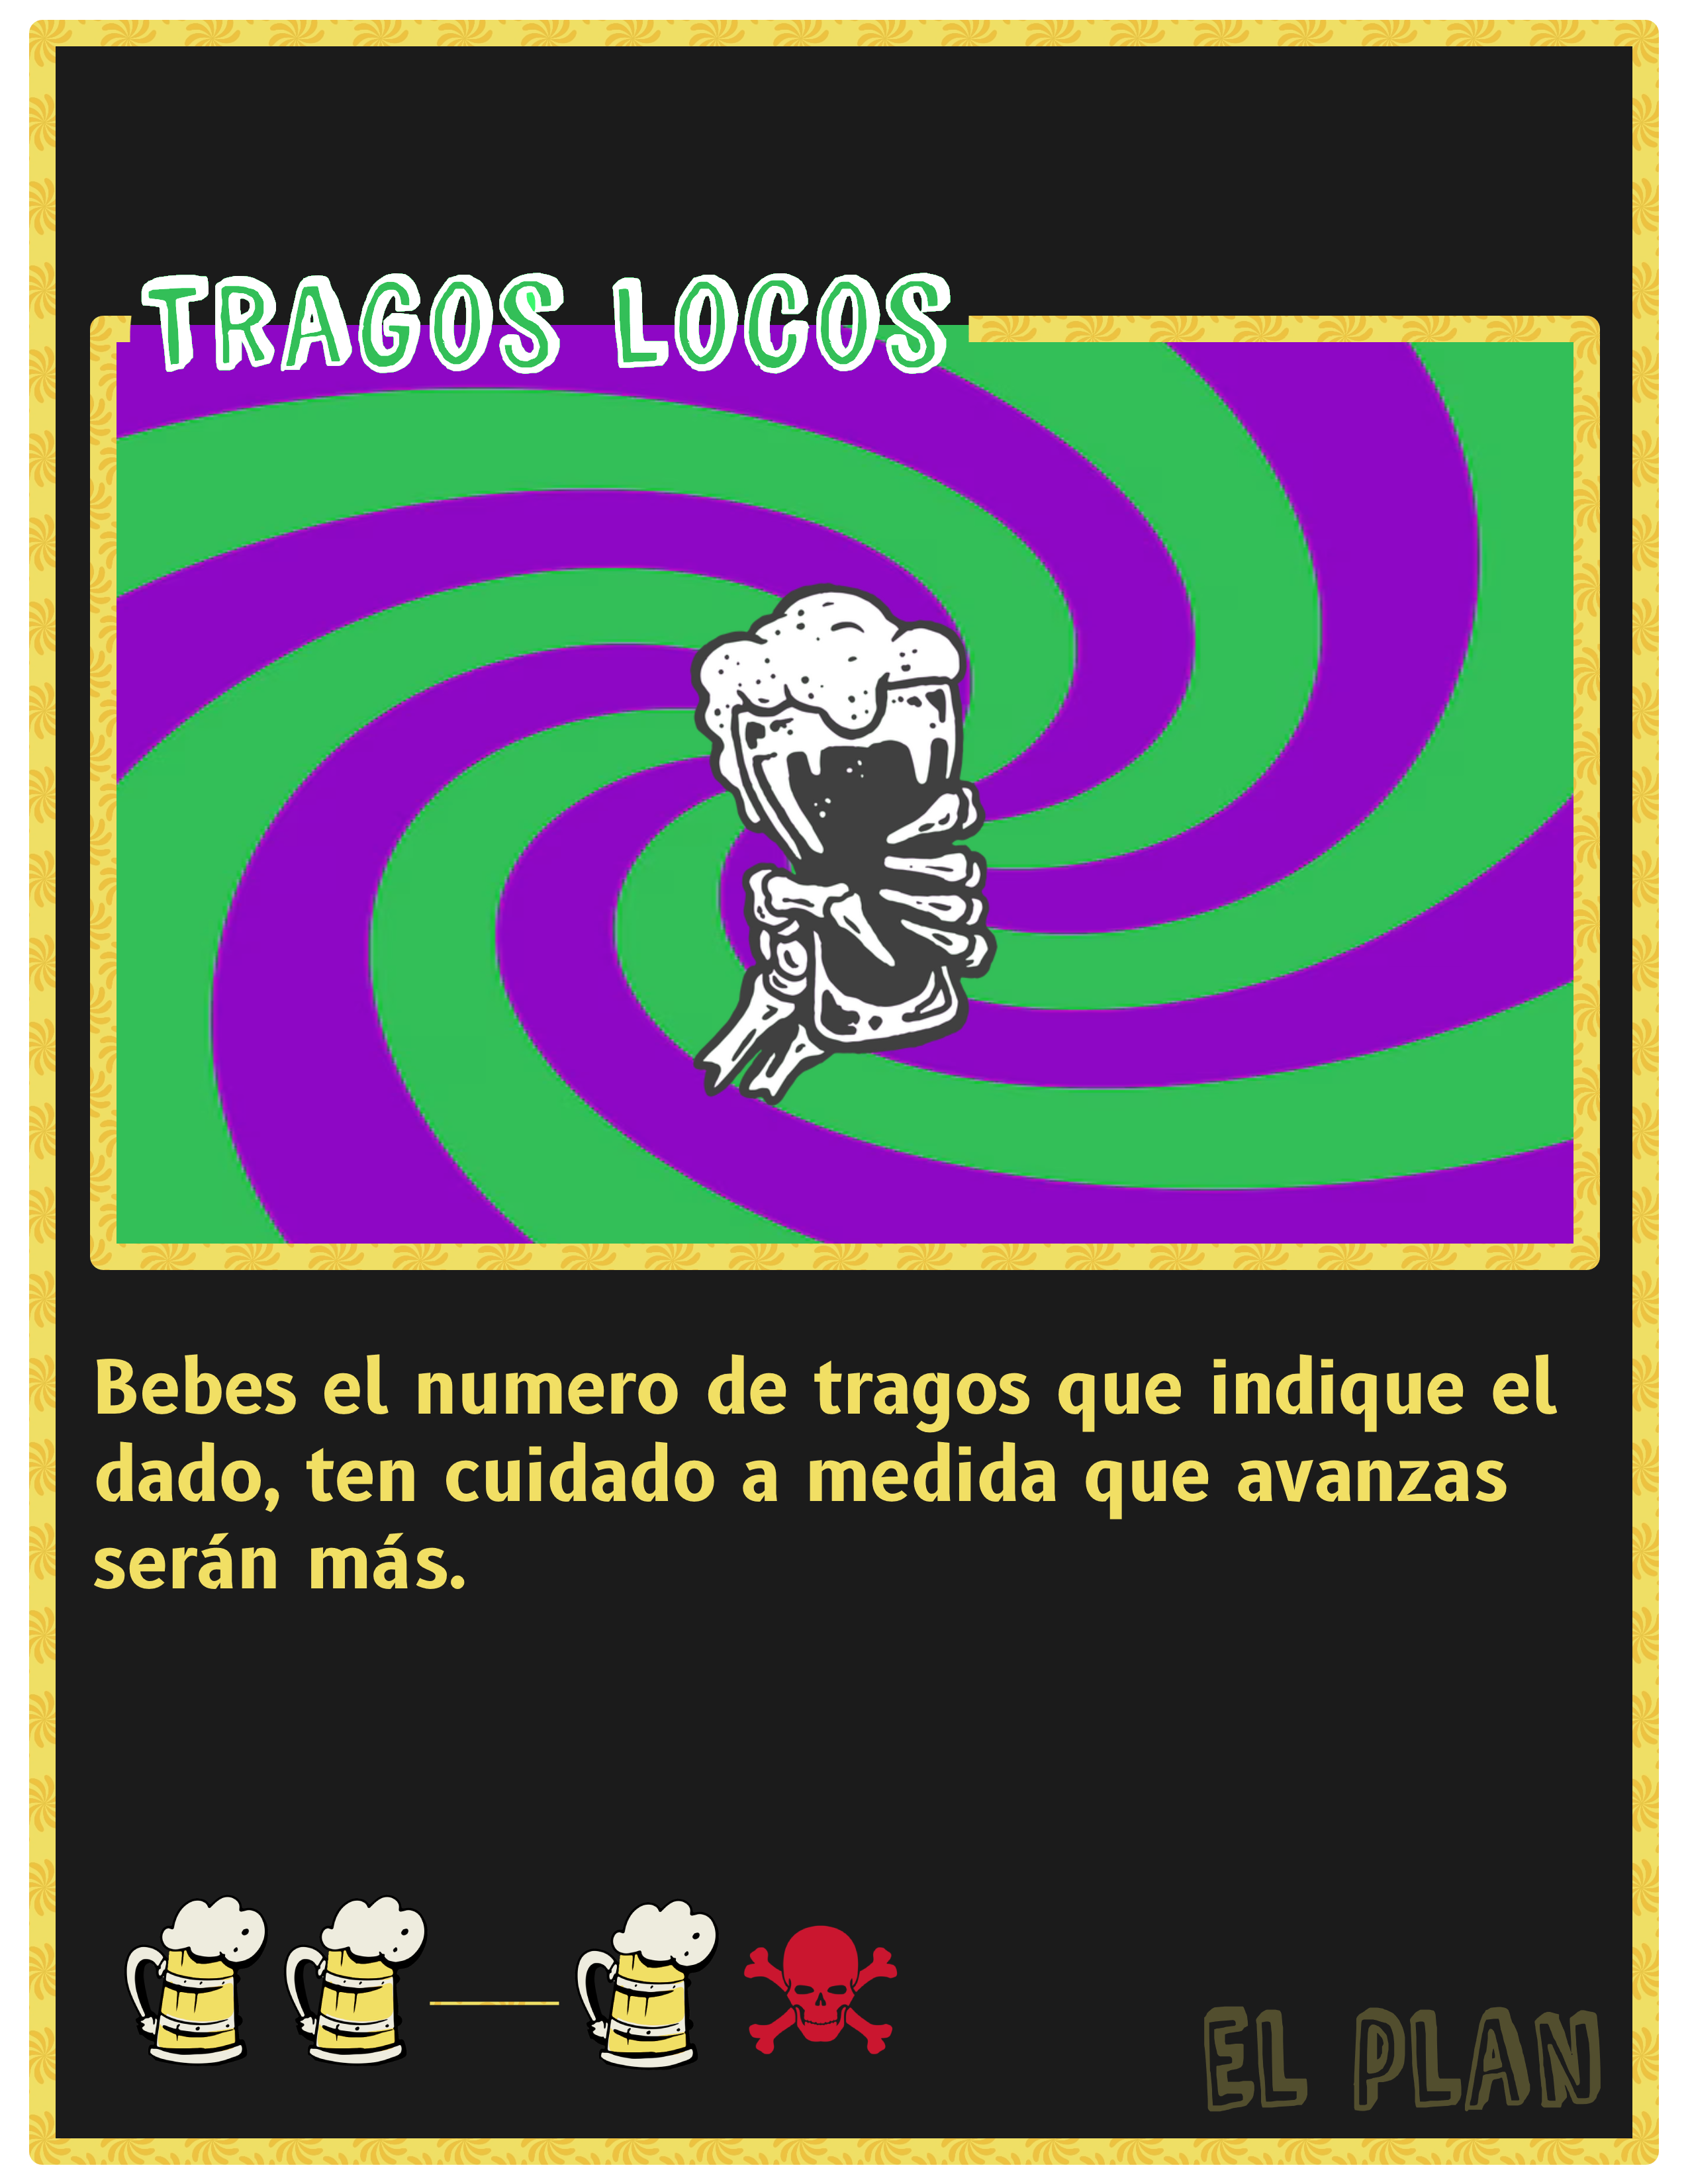 TRAGOS LOCOS
Bebes el numero de tragos que indique el
dado, ten cuidado a medida que avanzas
serán más.
EL PLAN